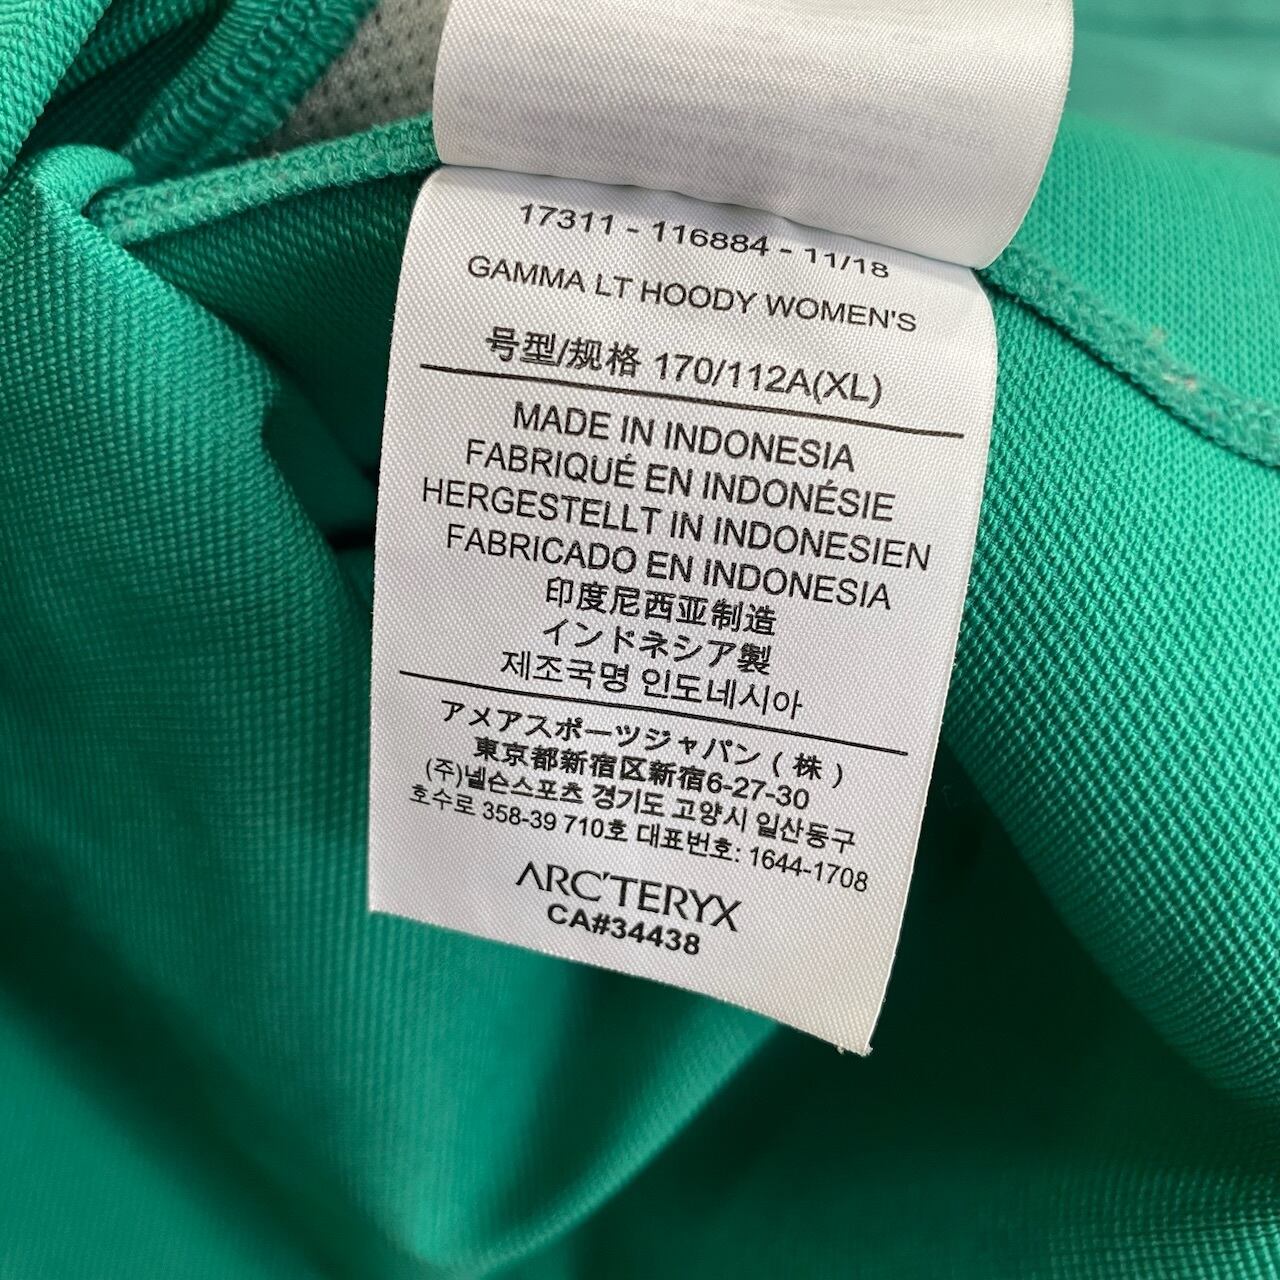 17311 - 116884 - 11/18
GAMMA LT HOODY WOMEN'S
号型/规格 170/112A(XL)
MADE IN INDONESIA
FABRIQUÉ EN INDONÉSIE
HERGESTELLT IN INDONESIEN
FABRICADO EN INDONESIA
印度尼西亚制造
インドネシア製
제조국명 인도네시아
アメアスポーツジャパン (株)
東京都新宿区新宿6-27-30
(주)넬슨스포츠 경기도 고양시 일산동구
호수로 358-39 710호 대표번호: 1644-1708
ARC'TERYX
CA#34438